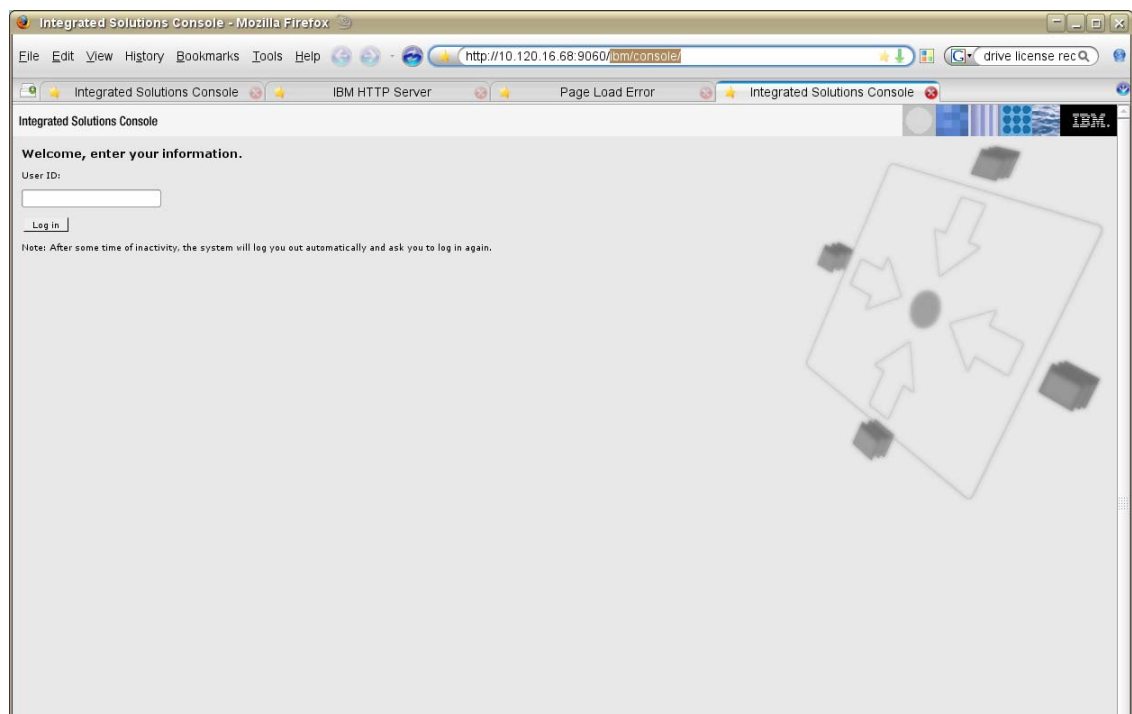 Integrated Solutions Console - Mozilla Firefox
File Edit View History Bookmarks Tools Help http://10.120.16.68:9060/ibm/console/ G drive license rec
Integrated Solutions Console IBM HTTP Server Page Load Error Integrated Solutions Console
Integrated Solutions Console IBM.
Welcome, enter your information.
User ID:
Log in
Note: After some time of inactivity, the system will log you out automatically and ask you to log in again.